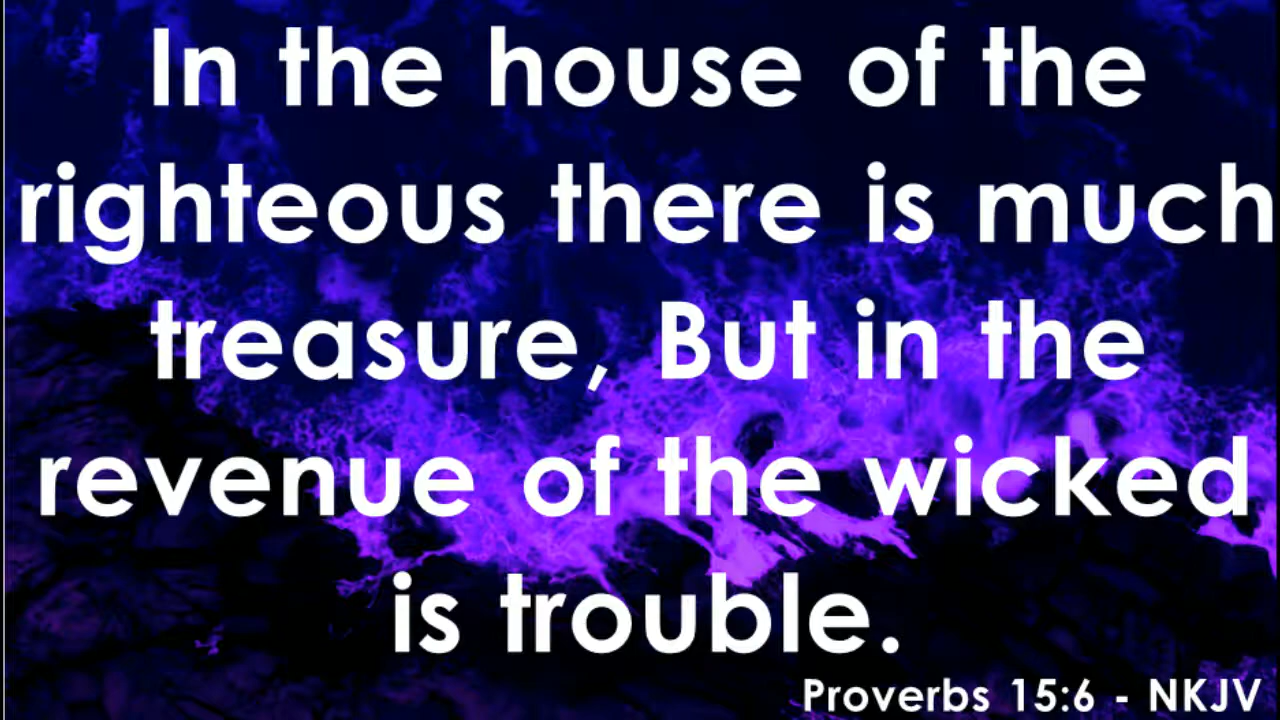 In the house of the
righteous there is much
treasure, But in the
revenue of the wicked
is trouble.
Proverbs 15:6 - NKJV